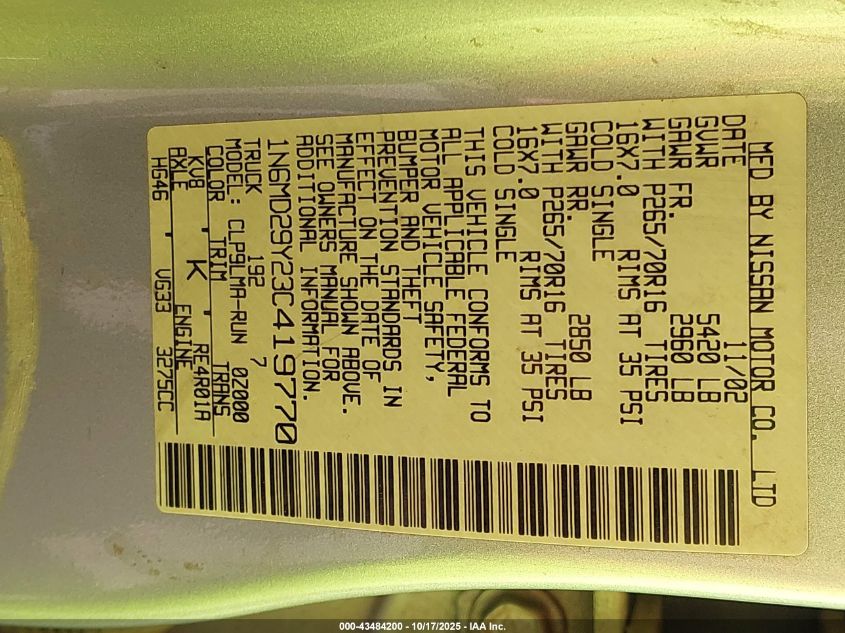 MFD BY NISSAN MOTOR CO. LTD
DATE 11/02
GVWR 5420 LB
GAWR FR. 2960 LB
WITH P265/70R16 TIRES
16X7.0 RIMS AT 35 PSI
COLD SINGLE
GAWR RR. 2850 LB
WITH P265/70R16 TIRES
16X7.0 RIMS AT 35 PSI
COLD SINGLE
THIS VEHICLE CONFORMS TO
ALL APPLICABLE FEDERAL
MOTOR VEHICLE SAFETY,
BUMPER AND THEFT
PREVENTION STANDARDS IN
EFFECT ON THE DATE OF
MANUFACTURE SHOWN ABOVE.
SEE OWNERS MANUAL FOR
ADDITIONAL INFORMATION.
1N6MD29Y23C419770
TRUCK 192 7
MODEL: CLP9LMA-RUN 0Z000
COLOR TRIM TRNS
KV8 K RE4R01A
AXLE ENGINE
HG46 VG33 3275CC
000-43484200 - 10/17/2025 - IAA Inc.